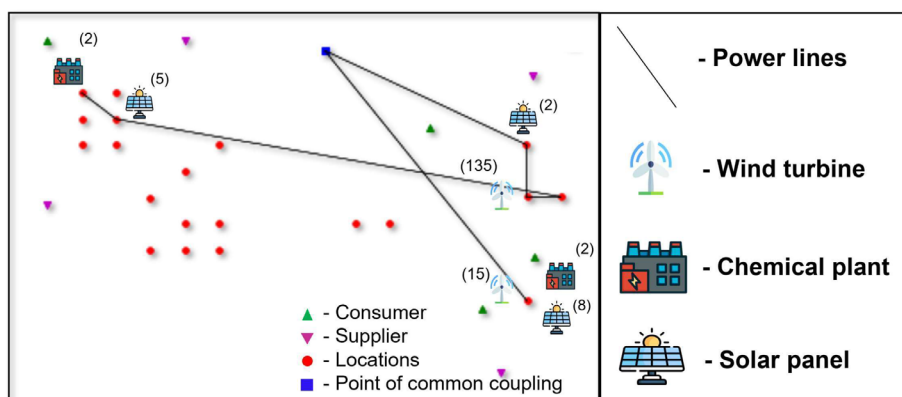 (2)
(5)
(2)
(135)
(2)
(15)
(8)
- Consumer
- Supplier
- Locations
- Point of common coupling
- Power lines
- Wind turbine
- Chemical plant
- Solar panel